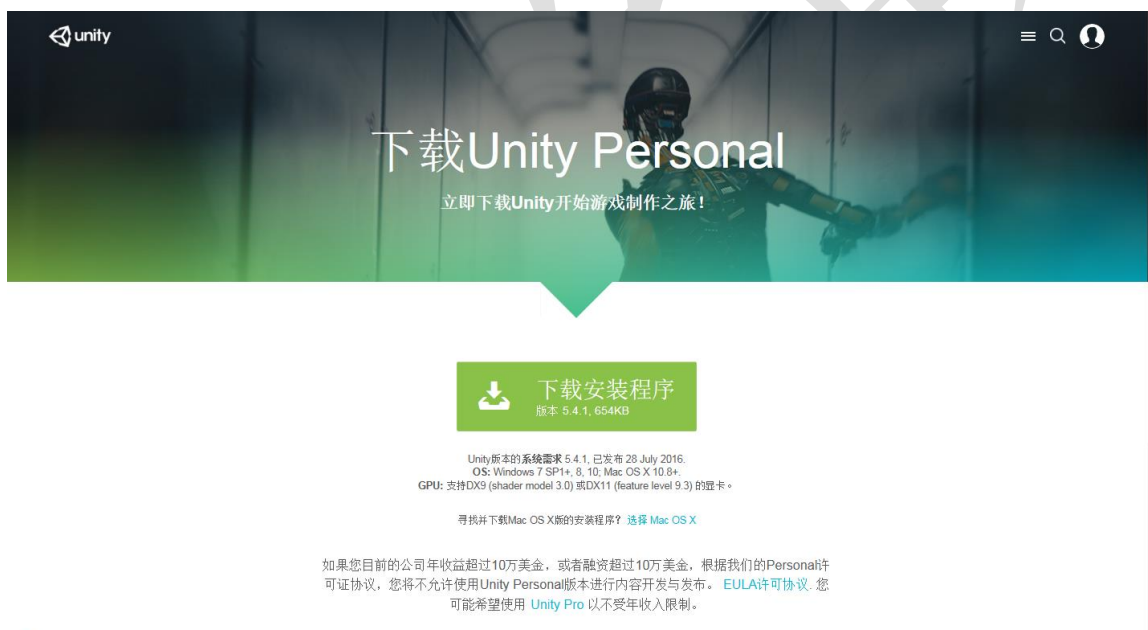 unity
下载Unity Personal
立即下载Unity开始游戏制作之旅!
下载安装程序
版本 5.4.1, 654KB
Unity版本的系统需求 5.4.1, 已发布 28 July 2016.
OS: Windows 7 SP1+, 8, 10; Mac OS X 10.8+.
GPU: 支持DX9 (shader model 3.0) 或DX11 (feature level 9.3) 的显卡。
寻找并下载Mac OS X版的安装程序? 选择 Mac OS X
如果您目前的公司年收益超过10万美金，或者融资超过10万美金，根据我们的Personal许
可证协议，您将不允许使用Unity Personal版本进行内容开发与发布。 EULA许可协议. 您
可能希望使用 Unity Pro 以不受年收入限制。